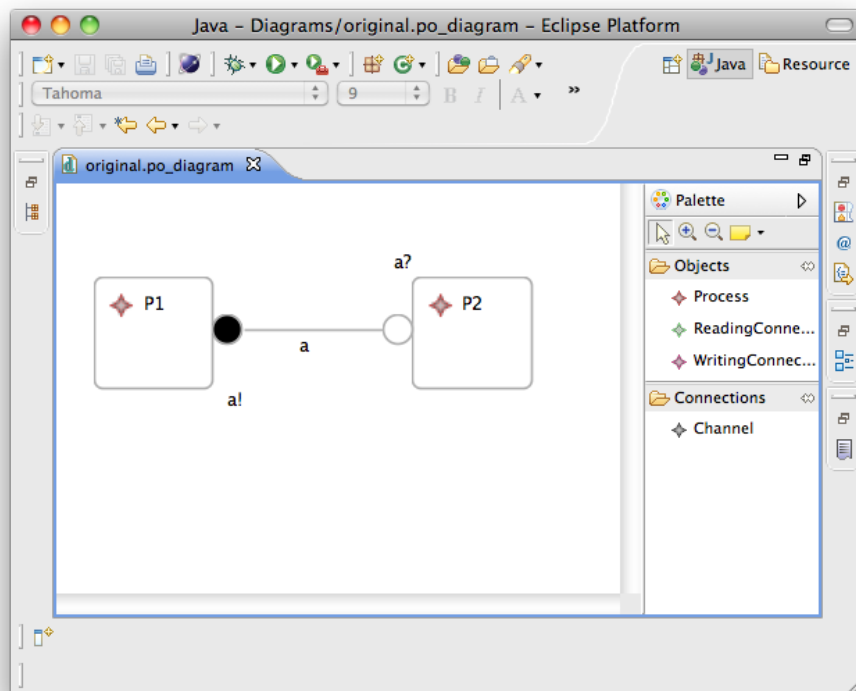 Java – Diagrams/original.po_diagram – Eclipse Platform
Java Resource
Tahoma 9 B I A »
original.po_diagram
Palette
a?
Objects
P1 P2 Process
ReadingConne...
a WritingConnec...
a! Connections
Channel